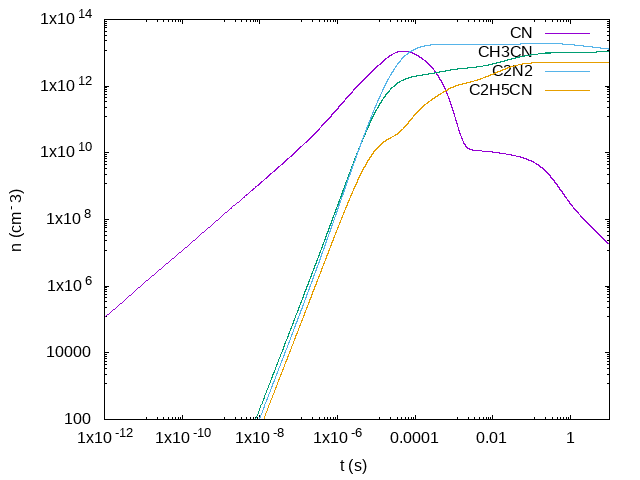 1x10^14
1x10^12
1x10^10
1x10^8
1x10^6
10000
100
n (cm^-3)
CN
CH3CN
C2N2
C2H5CN
1x10^-12
1x10^-10
1x10^-8
1x10^-6
0.0001
0.01
1
t (s)